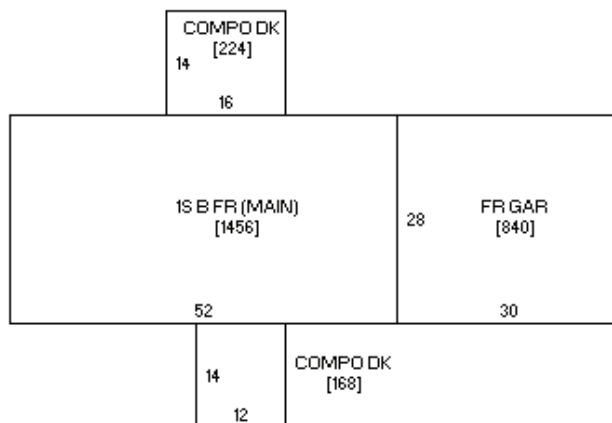 COMPO DK
[224]
14
16
1S B FR (MAIN)
[1456]
28
FR GAR
[840]
52
30
14
COMPO DK
[168]
12